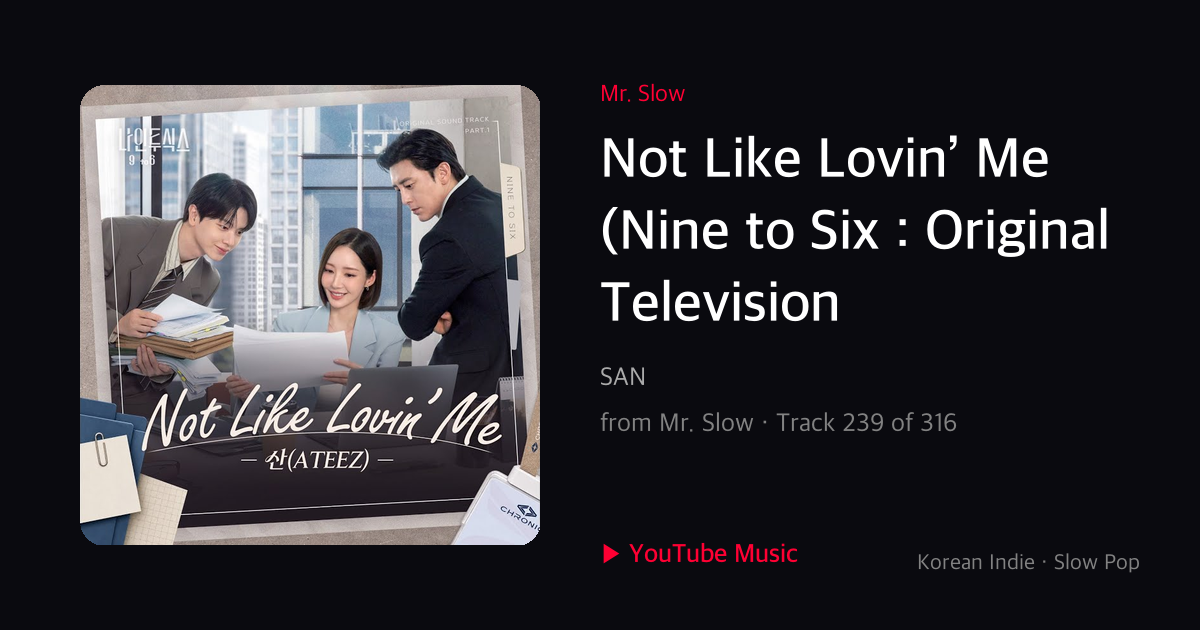 나인투식스
9 to 6
ORIGINAL SOUND TRACK
PART.1
NINE TO SIX
Not Like Lovin' Me
– 산(ATEEZ) –
Mr. Slow
Not Like Lovin’ Me
(Nine to Six : Original
Television
SAN
from Mr. Slow · Track 239 of 316
YouTube Music
Korean Indie · Slow Pop